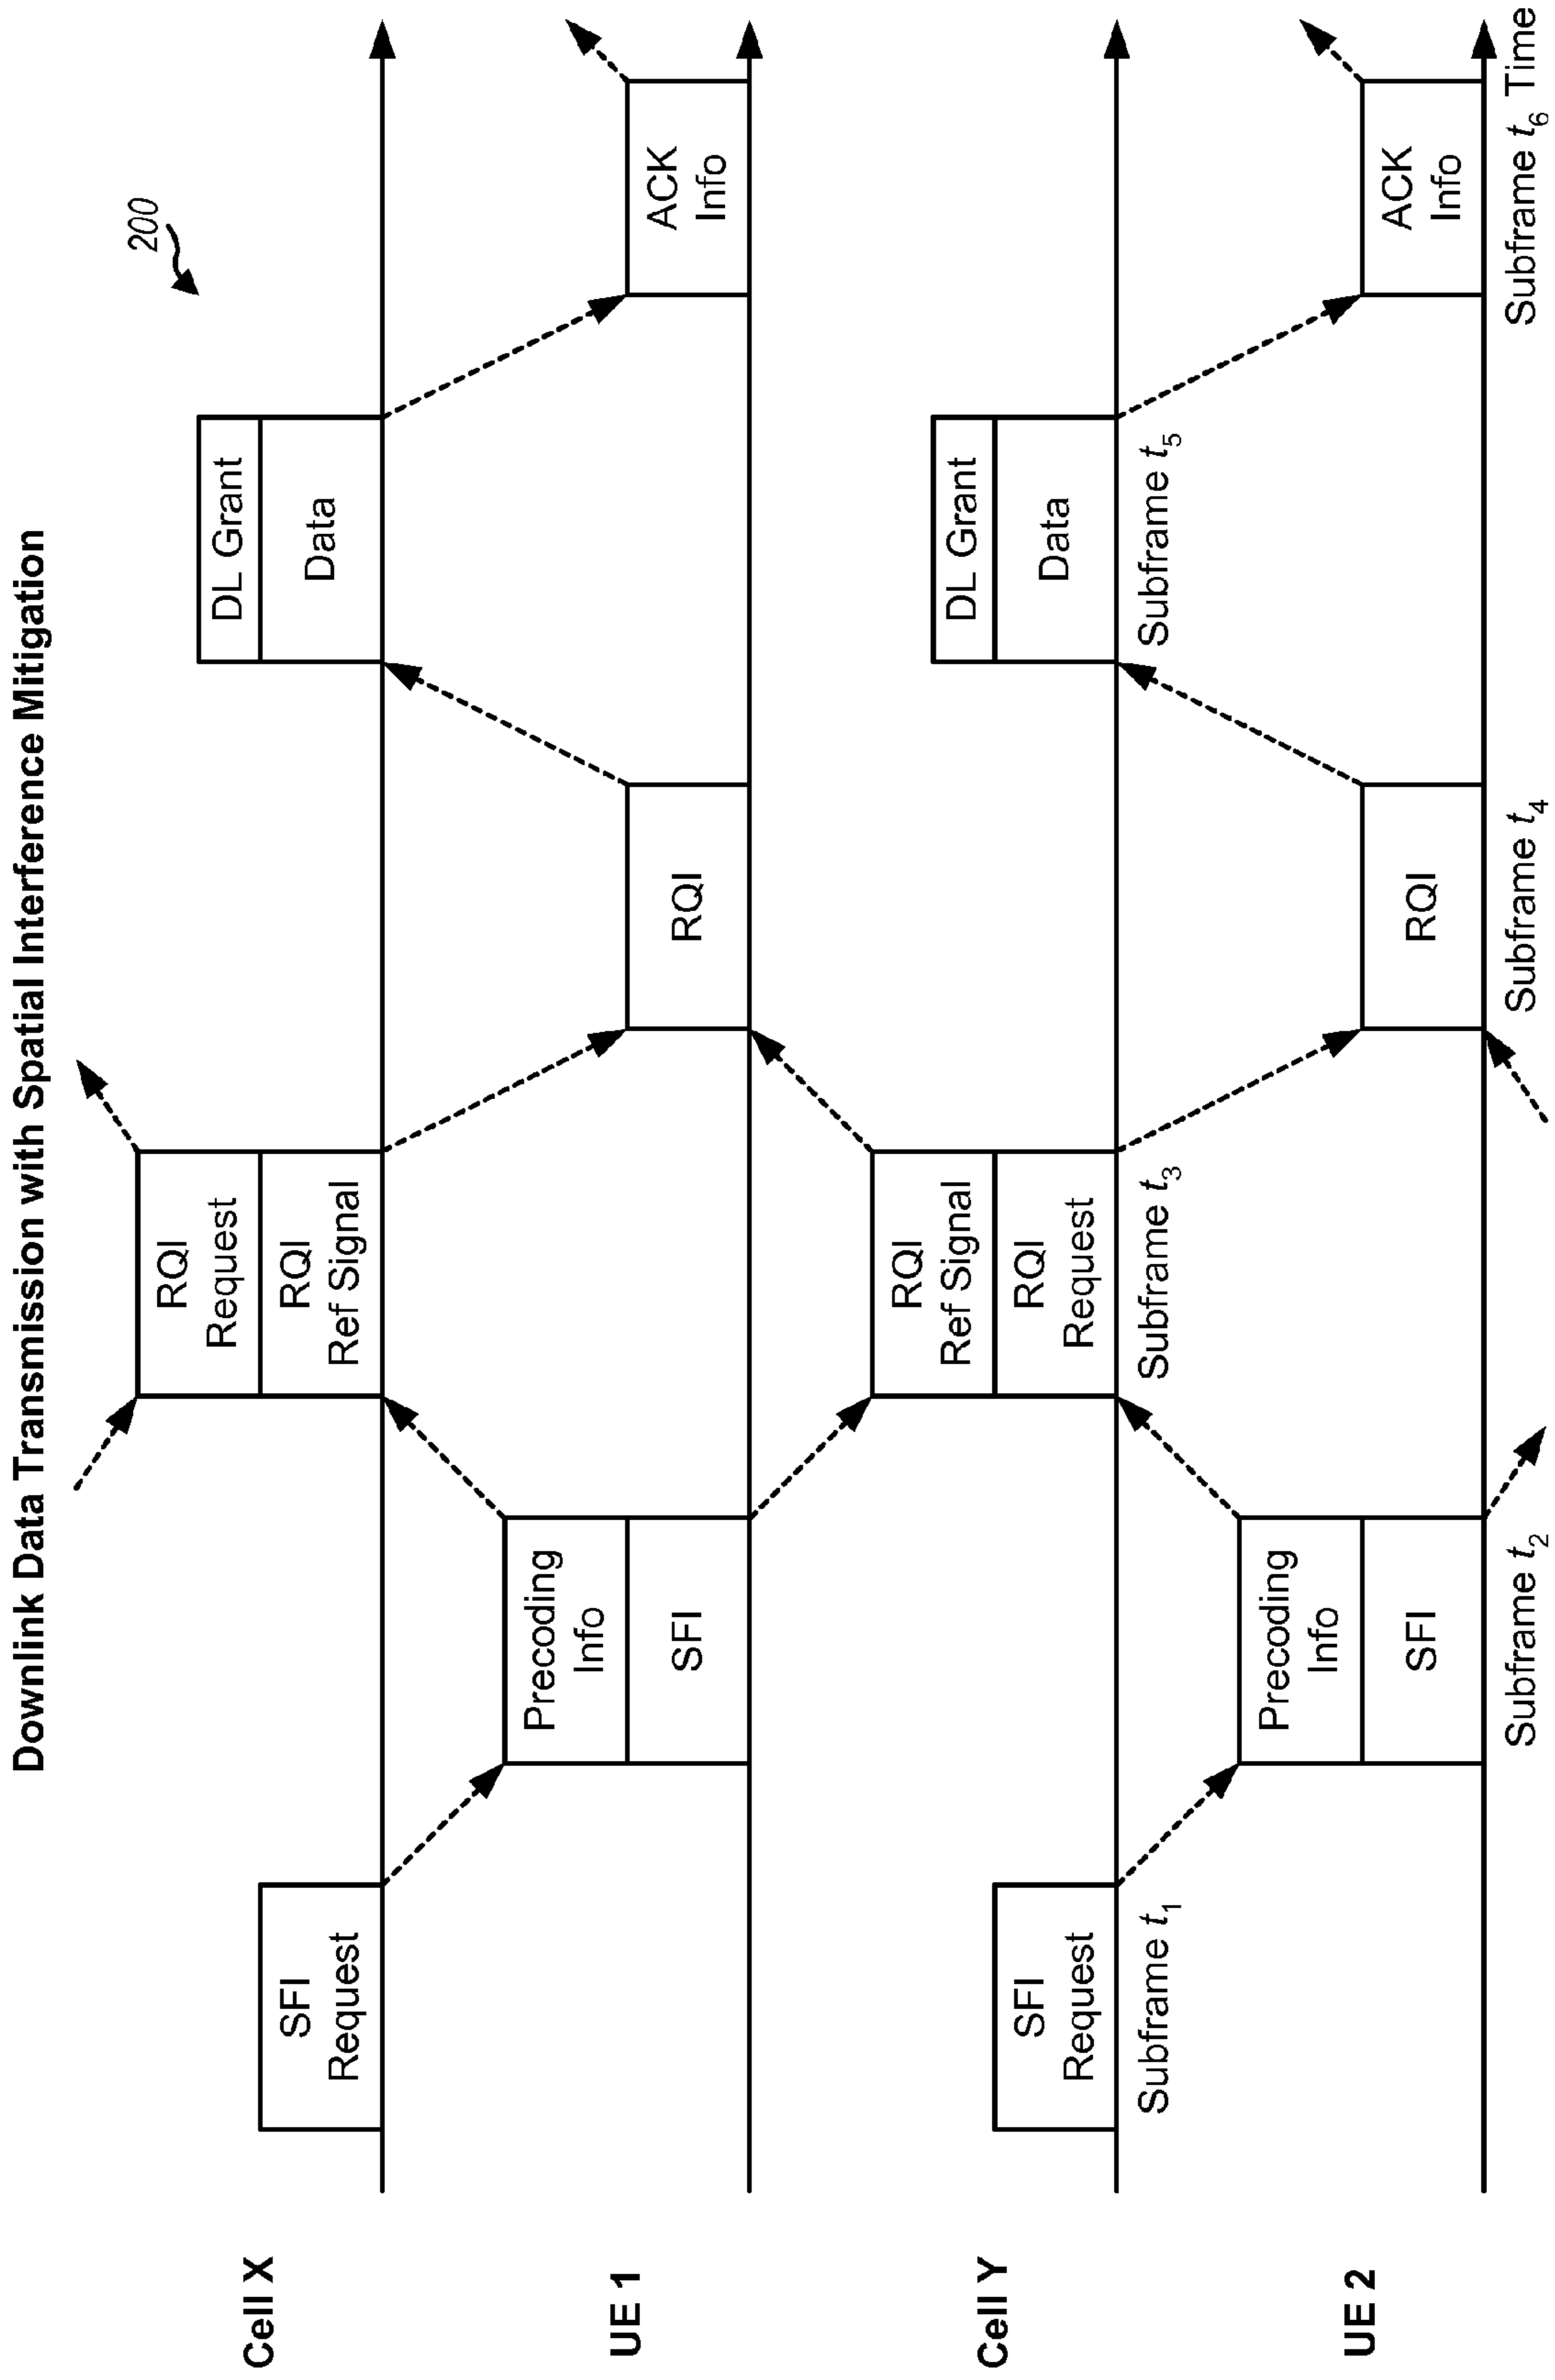 Downlink Data Transmission with Spatial Interference Mitigation
200
Cell X
SFI
Request
RQI
Request
RQI
Ref Signal
DL Grant
Data
UE 1
Precoding
Info
SFI
RQI
ACK
Info
Cell Y
SFI
Request
RQI
Ref Signal
RQI
Request
DL Grant
Data
Subframe t1
Subframe t3
Subframe t5
UE 2
Precoding
Info
SFI
RQI
ACK
Info
Subframe t2
Subframe t4
Subframe t6
Time